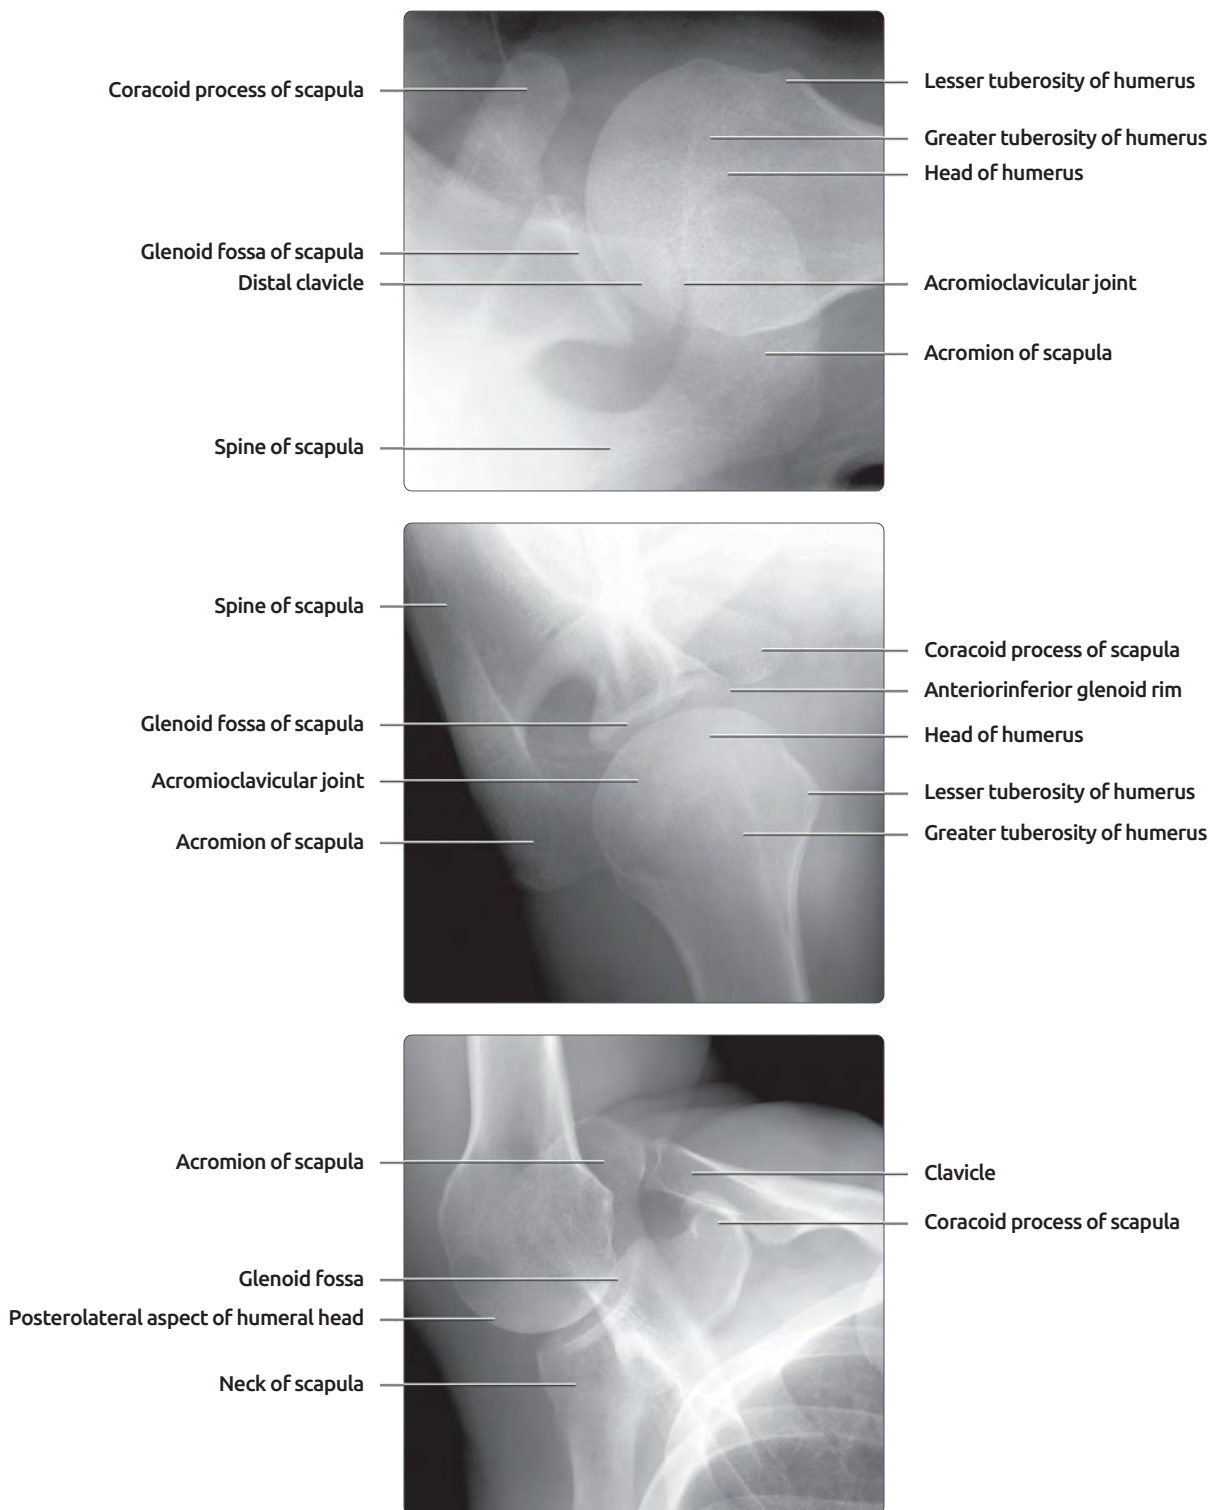 Coracoid process of scapula
Glenoid fossa of scapula
Distal clavicle
Spine of scapula
Lesser tuberosity of humerus
Greater tuberosity of humerus
Head of humerus
Acromioclavicular joint
Acromion of scapula
Spine of scapula
Glenoid fossa of scapula
Acromioclavicular joint
Acromion of scapula
Coracoid process of scapula
Anteriorinferior glenoid rim
Head of humerus
Lesser tuberosity of humerus
Greater tuberosity of humerus
Acromion of scapula
Glenoid fossa
Posterolateral aspect of humeral head
Neck of scapula
Clavicle
Coracoid process of scapula